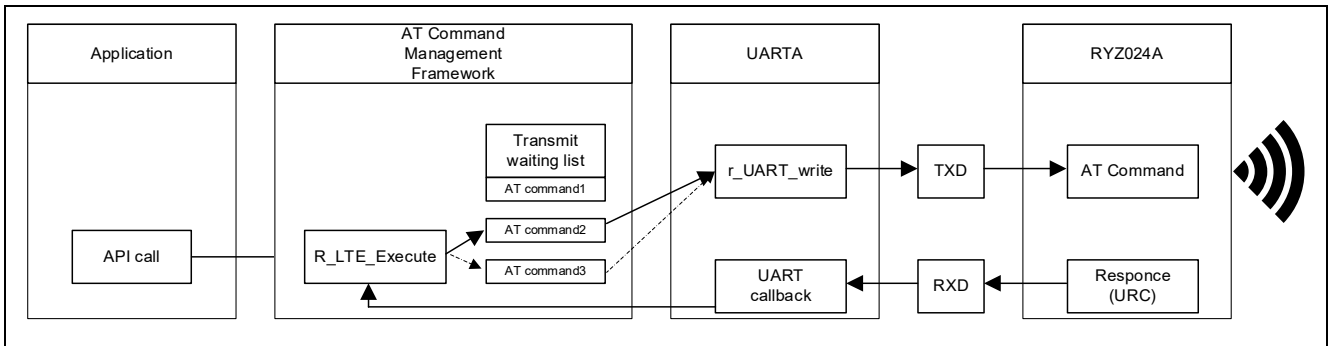 Application
AT Command
Management
Framework
UARTA
RYZ024A
Transmit
waiting list
AT command1
AT command2
AT command3
API call
R_LTE_Execute
r_UART_write
TXD
AT Command
UART
callback
RXD
Responce
(URC)